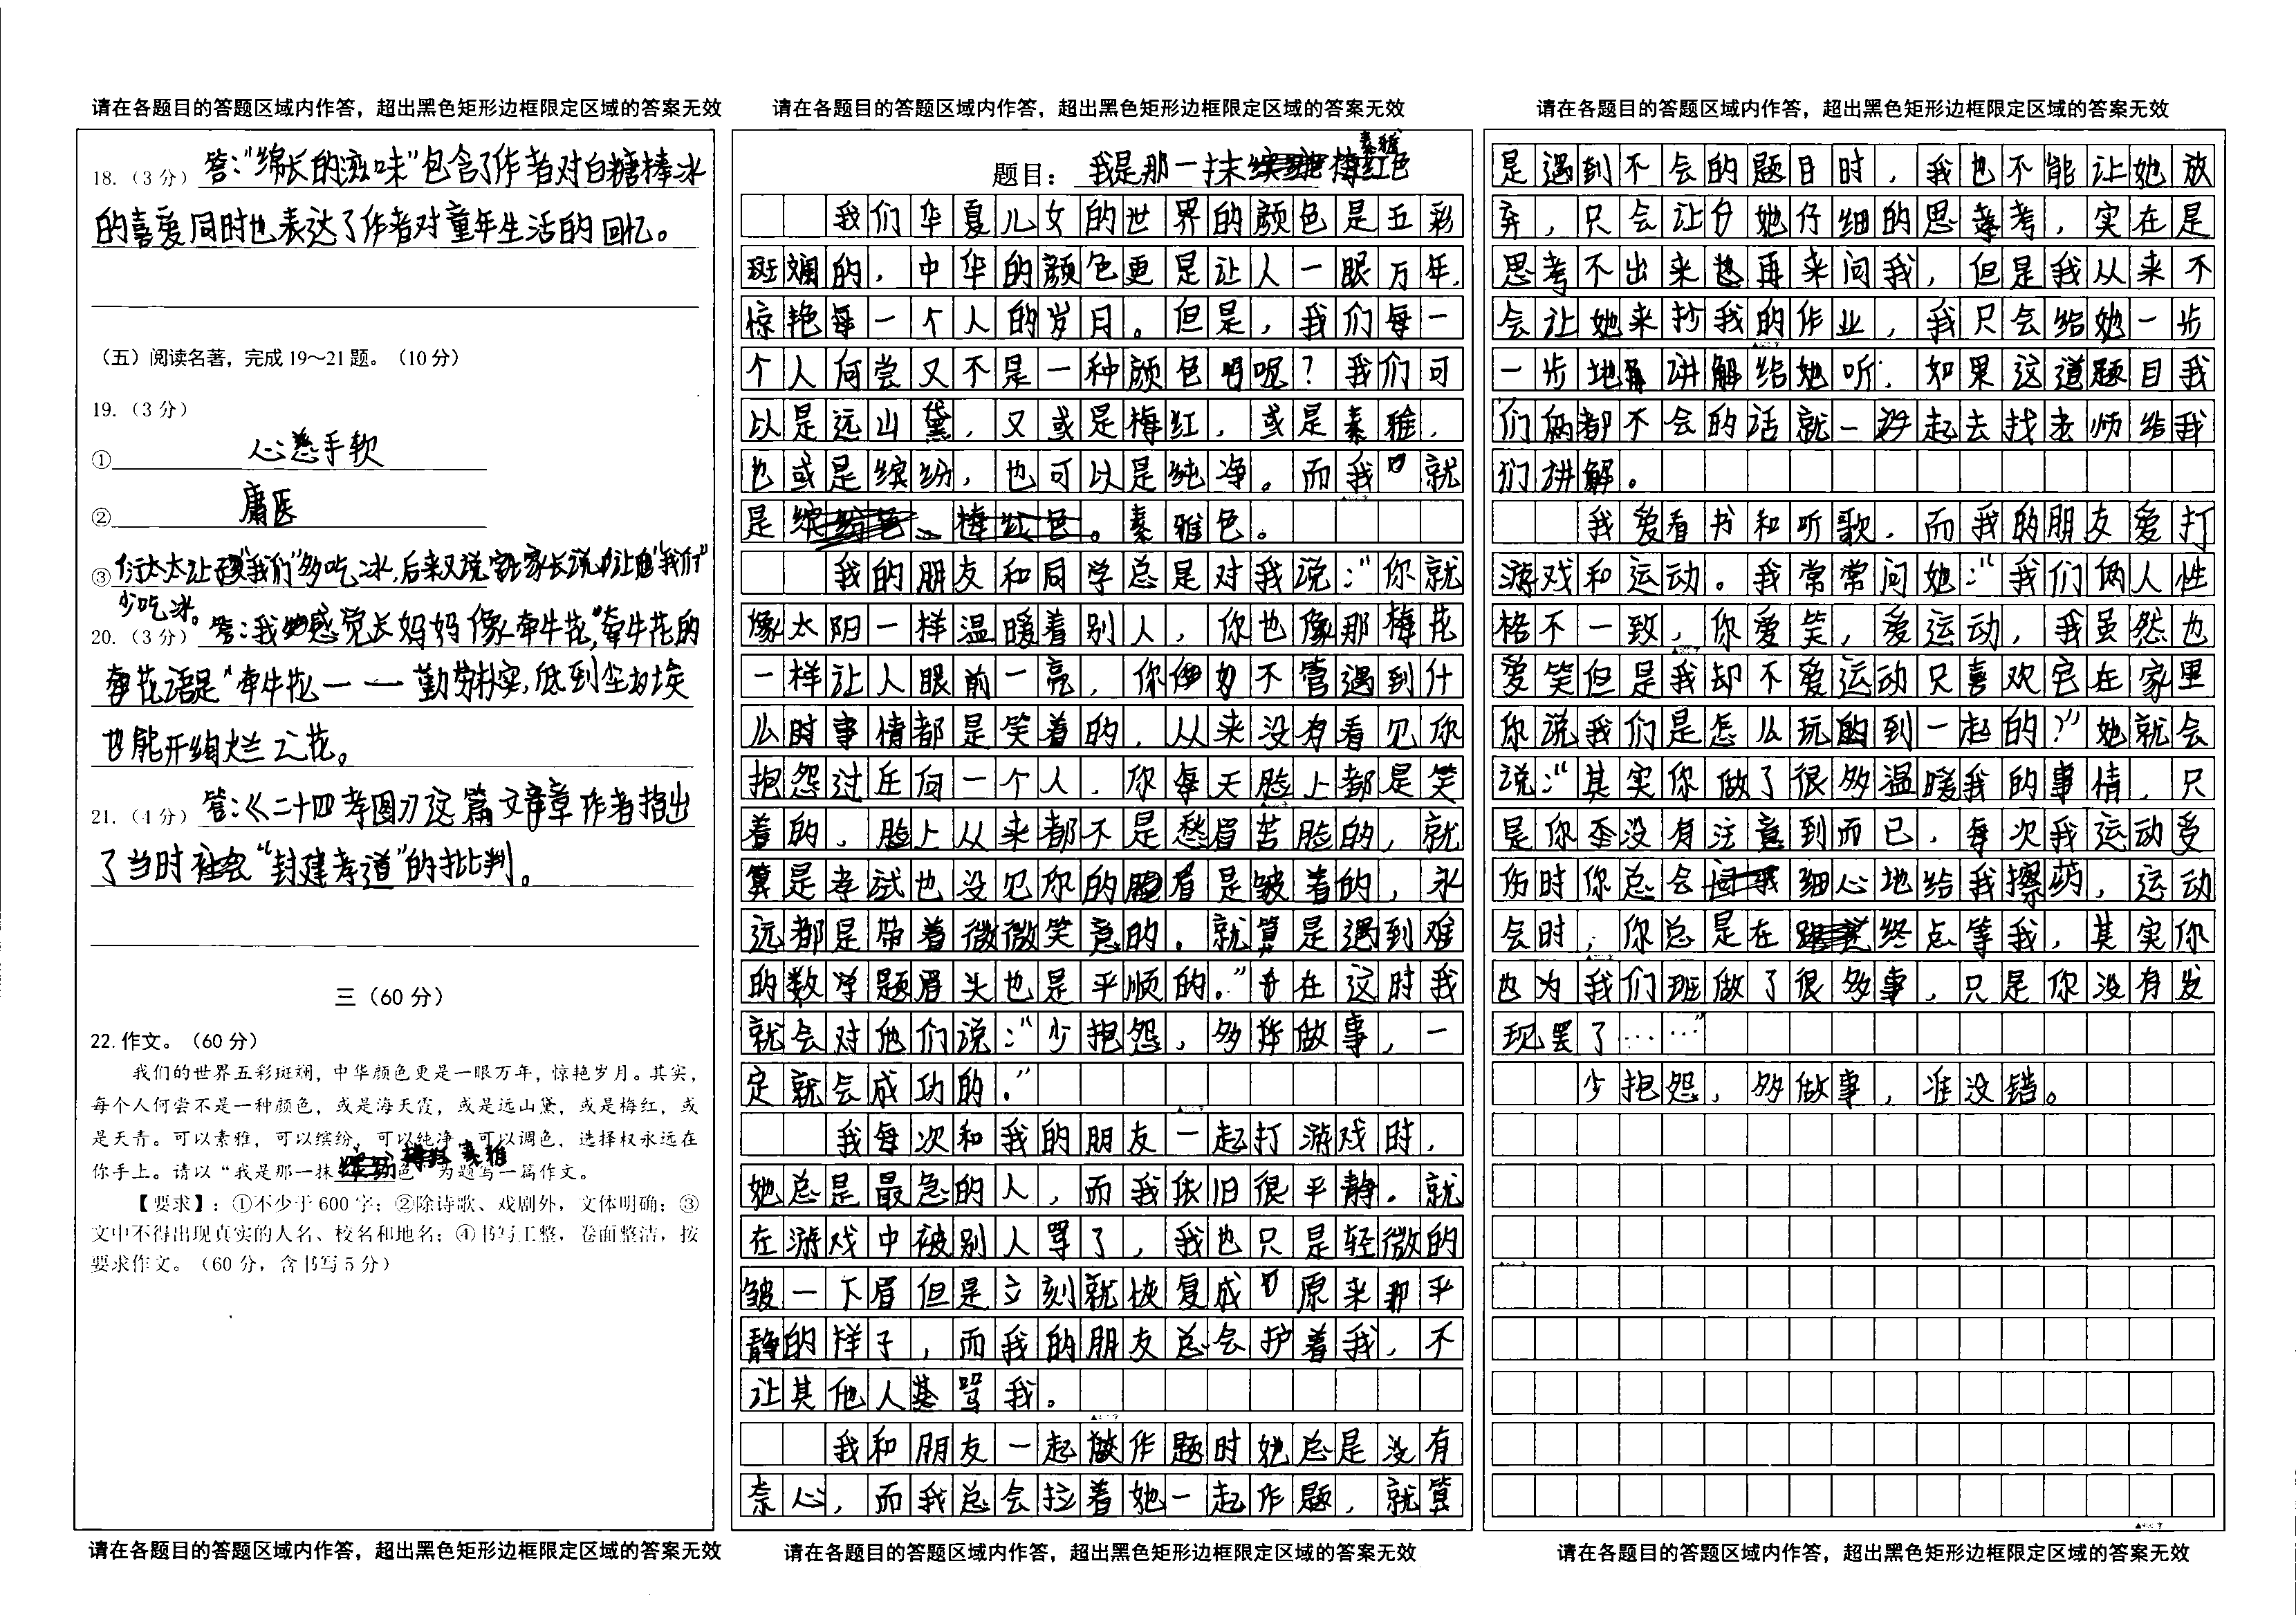 请在各题目的答题区域内作答，超出黑色矩形边框限定区域的答案无效
18.（3分）答："绵长的滋味"包含了作者对白糖棒冰
的喜爱同时也表达了作者对童年生活的回忆。
（五）阅读名著，完成19～21题。（10分）
19.（3分）
①心慈手软
②庸医
③衍太太让"我们"多吃冰，后来又说家长说让"我们"
少吃冰。
20.（3分）答：我感觉长妈妈像牵牛花，牵牛花的
花语是"牵牛花——勤劳朴实，低到尘埃
也能开绚烂之花。
21.（4分）答：《二十四孝图》这篇文章作者指出
了当时社会"封建孝道"的批判。
三（60分）
22.作文。（60分）
我们的世界五彩斑斓，中华颜色更是一眼万年，惊艳岁月。其实，
每个人何尝不是一种颜色，或是海天霞，或是远山黛，或是梅红，或
是天青。可以素雅，可以缤纷，可以纯净，可以调色，选择权永远在
你手上。请以"我是那一抹素雅色"为题写一篇作文。
【要求】：①不少于600字；②除诗歌、戏剧外，文体明确；③
文中不得出现真实的人名、校名和地名；④书写工整，卷面整洁，按
要求作文。（60分，含书写5分）
请在各题目的答题区域内作答，超出黑色矩形边框限定区域的答案无效
请在各题目的答题区域内作答，超出黑色矩形边框限定区域的答案无效
题目：我是那一抹素雅色
我们华夏儿女的世界的颜色是五彩
斑斓的，中华的颜色更是让人一眼万年，
惊艳每一个人的岁月。但是，我们每一
个人何尝又不是一种颜色呢？我们可
以是远山黛，又或是梅红，或是素雅，
也或是缤纷，也可以是纯净。而我就
是素雅色。
我的朋友和同学总是对我说："你就
像太阳一样温暖着别人，你也像那梅花
一样让人眼前一亮，你不管遇到什
么时事情都是笑着的，从来没有看见你
抱怨过任何一个人，你每天脸上都是笑
着的，脸上从来都不是愁眉苦脸的，就
算是考试也没见你的眉是皱着的，永
远都是带着微微笑意的。就算是遇到难
的数学题眉头也是平顺的。"在这时我
就会对他们说："少抱怨，多做事，一
定就会成功的。"
我每次和我的朋友一起打游戏时，
她总是最急的人，而我依旧很平静。就
在游戏中被别人骂了，我也只是轻微的
皱一下眉但是立刻就恢复成原来那平
静的样子，而我的朋友总会护着我，不
让其他人骂我。
我和朋友一起做作题时她总是没有
奈心，而我总会拉着她一起作题，就算
请在各题目的答题区域内作答，超出黑色矩形边框限定区域的答案无效
请在各题目的答题区域内作答，超出黑色矩形边框限定区域的答案无效
是遇到不会的题目时，我也不能让她放
弃，只会让她仔细的思考，实在是
思考不出来再来问我，但是我从来不
会让她来抄我的作业，我只会给她一步
一步地讲解给她听，如果这道题目我
们俩都不会的话就一起去找老师给我
们讲解。
我爱看书和听歌，而我的朋友爱打
游戏和运动。我常常问她："我们俩人性
格不一致，你爱笑，爱运动，我虽然也
爱笑但是我却不爱运动只喜欢宅在家里
你说我们是怎么玩的到一起的？"她就会
说："其实你做了很多温暖我的事情，只
是你没有注意到而已，每次我运动受
伤时你总会细心地给我擦药，运动
会时，你总是在终点等我，其实你
也为我们班做了很多事，只是你没有发
现罢了……"
少抱怨，多做事，准没错。
请在各题目的答题区域内作答，超出黑色矩形边框限定区域的答案无效